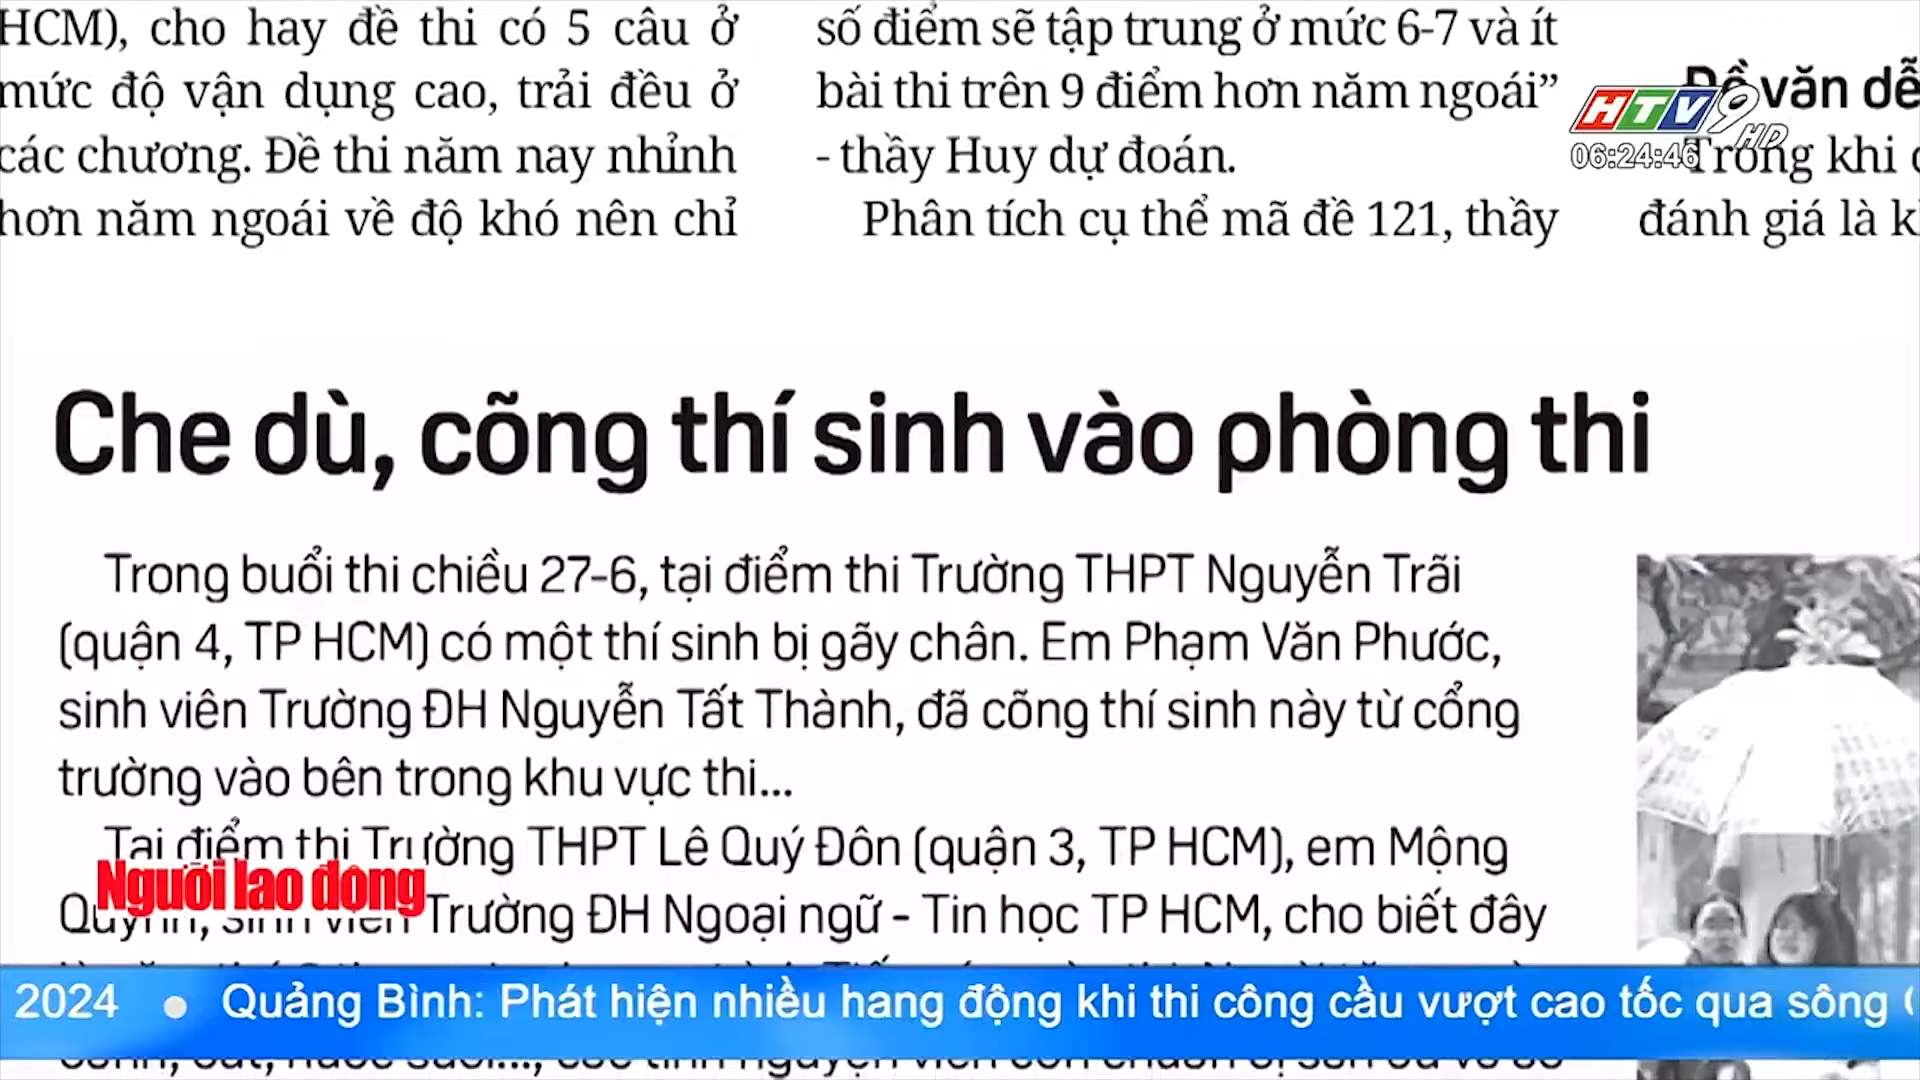 HCM), cho hay đề thi có 5 câu ở
mức độ vận dụng cao, trải đều ở
các chương. Đề thi năm nay nhỉnh
hơn năm ngoái về độ khó nên chỉ
số điểm sẽ tập trung ở mức 6-7 và ít
bài thi trên 9 điểm hơn năm ngoái”
- thầy Huy dự đoán.
Phân tích cụ thể mã đề 121, thầy
Đề văn dễ
Trong khi
đánh giá là
HTV9 HD
06:24:46
Che dù, cõng thí sinh vào phòng thi
Trong buổi thi chiều 27-6, tại điểm thi Trường THPT Nguyễn Trãi
(quận 4, TP HCM) có một thí sinh bị gãy chân. Em Phạm Văn Phước,
sinh viên Trường ĐH Nguyễn Tất Thành, đã cõng thí sinh này từ cổng
trường vào bên trong khu vực thi...
Tại điểm thi Trường THPT Lê Quý Đôn (quận 3, TP HCM), em Mộng
Quỳnh, sinh viên Trường ĐH Ngoại ngữ - Tin học TP HCM, cho biết đây
Người lao động
2024 • Quảng Bình: Phát hiện nhiều hang động khi thi công cầu vượt cao tốc qua sông